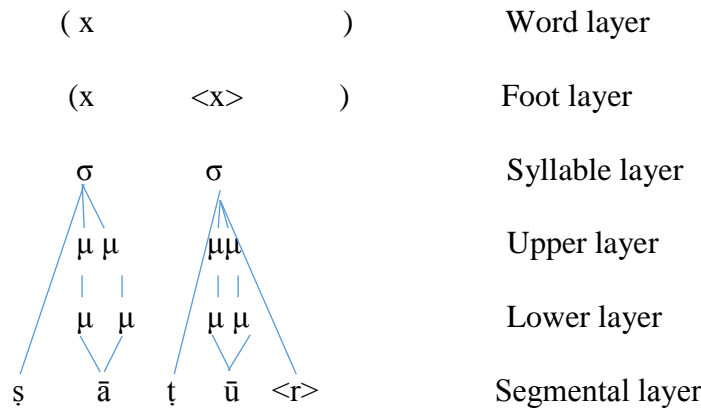 ( x ) Word layer
(x <x> ) Foot layer
σ σ Syllable layer
μ μ μμ Upper layer
μ μ μ μ Lower layer
ṣ ā ṭ ū <r> Segmental layer